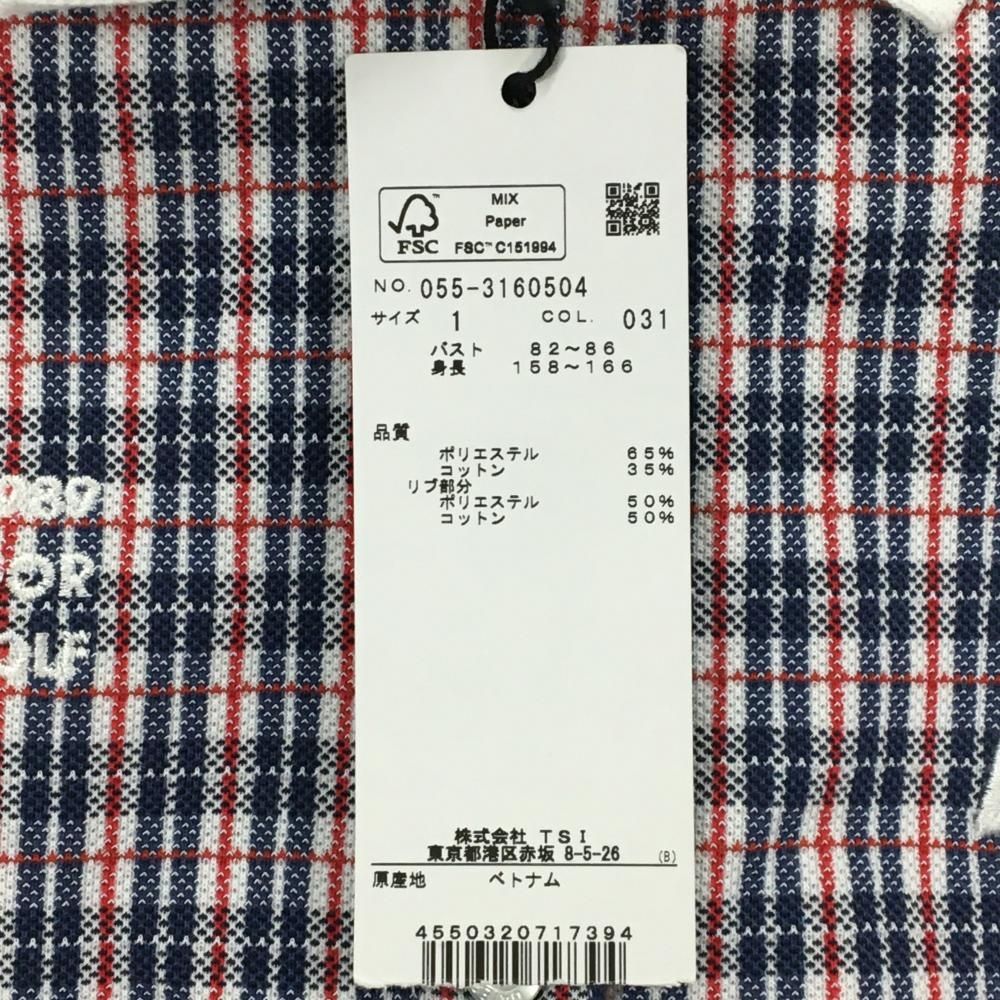 MIX
Paper
FSC
FSC™ C151994
NO. 055-3160504
サイズ 1 COL. 031
バスト 82～86
身長 158～166
品質
ポリエステル 65%
コットン 35%
リブ部分
ポリエステル 50%
コットン 50%
株式会社 TSI
東京都港区赤坂 8-5-26 (B)
原産地 ベトナム
4550320717394